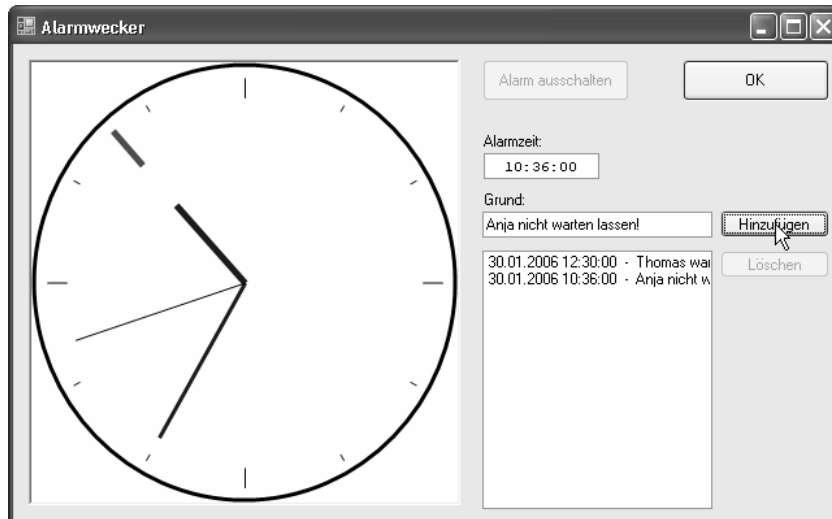 Alarmwecker
Alarm ausschalten
OK
Alarmzeit:
10:36:00
Grund:
Anja nicht warten lassen!
Hinzufügen
30.01.2006 12:30:00 - Thomas war
30.01.2006 10:36:00 - Anja nicht w
Löschen